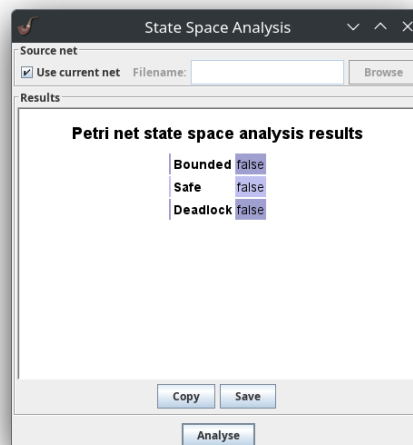 State Space Analysis
Source net
Use current net Filename: Browse
Results
Petri net state space analysis results
Bounded false
Safe false
Deadlock false
Copy Save
Analyse